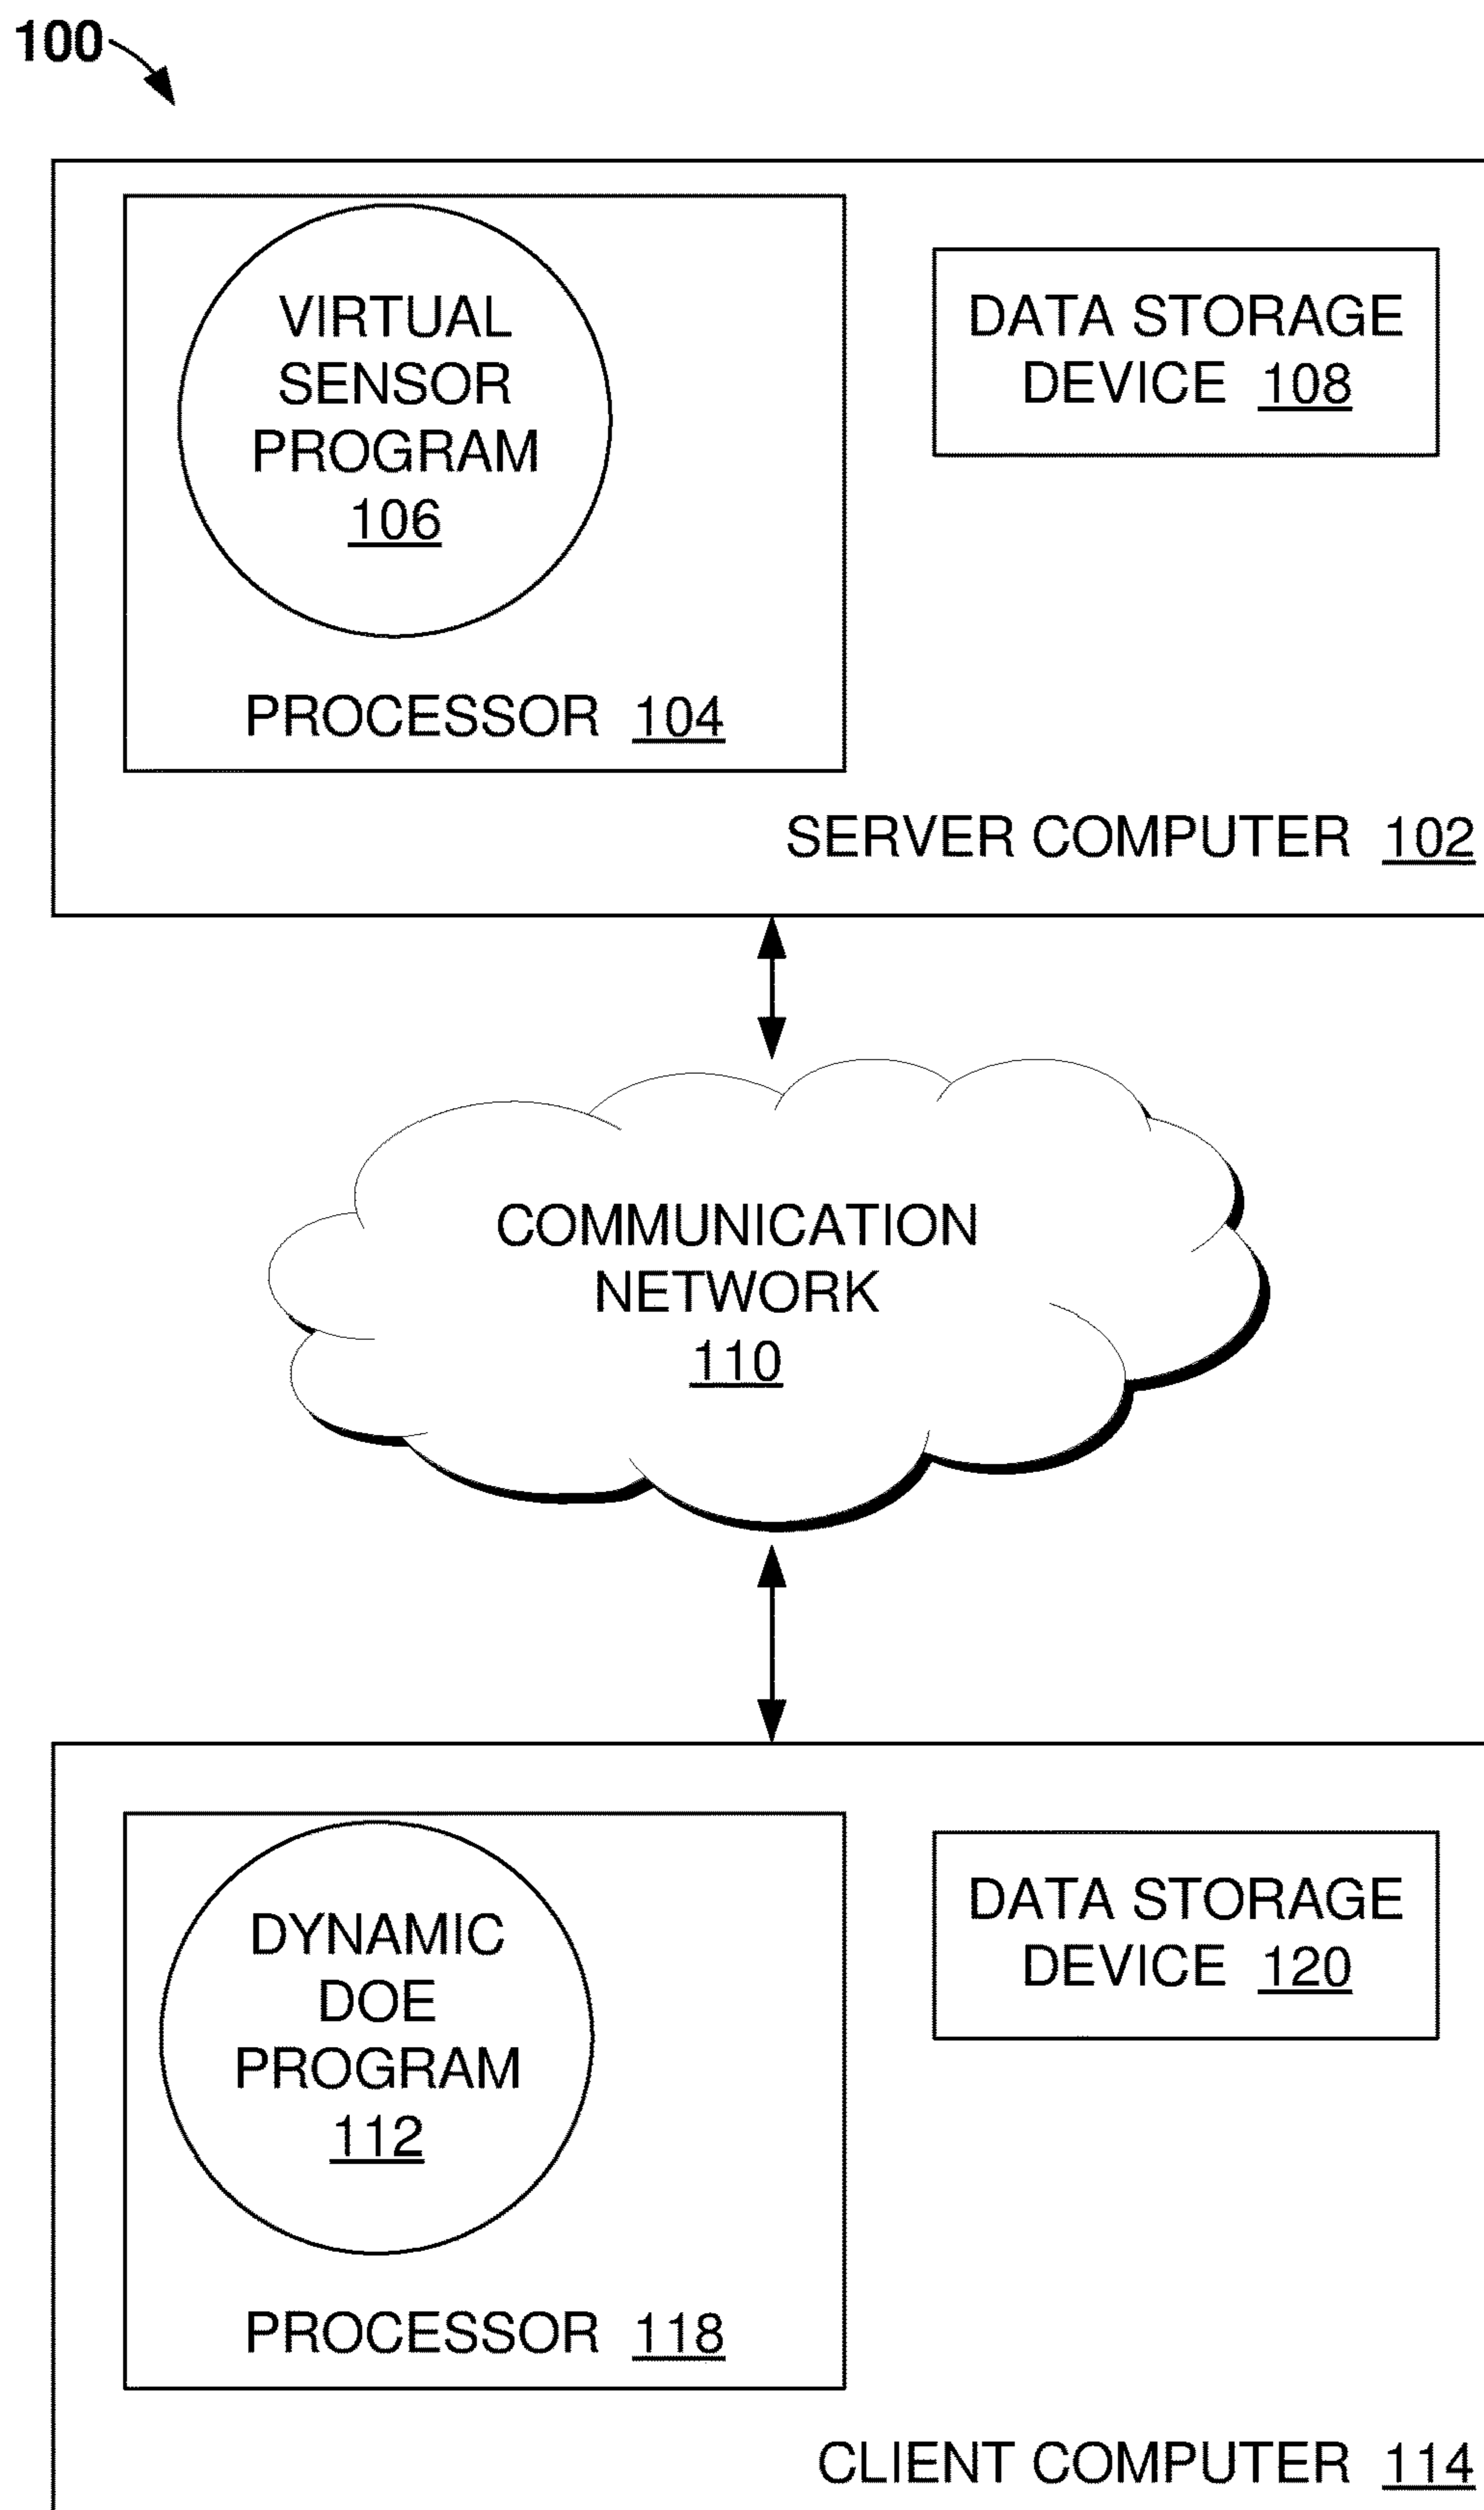 100
VIRTUAL
SENSOR
PROGRAM
106
DATA STORAGE
DEVICE 108
PROCESSOR 104
SERVER COMPUTER 102
COMMUNICATION
NETWORK
110
DYNAMIC
DOE
PROGRAM
112
DATA STORAGE
DEVICE 120
PROCESSOR 118
CLIENT COMPUTER 114